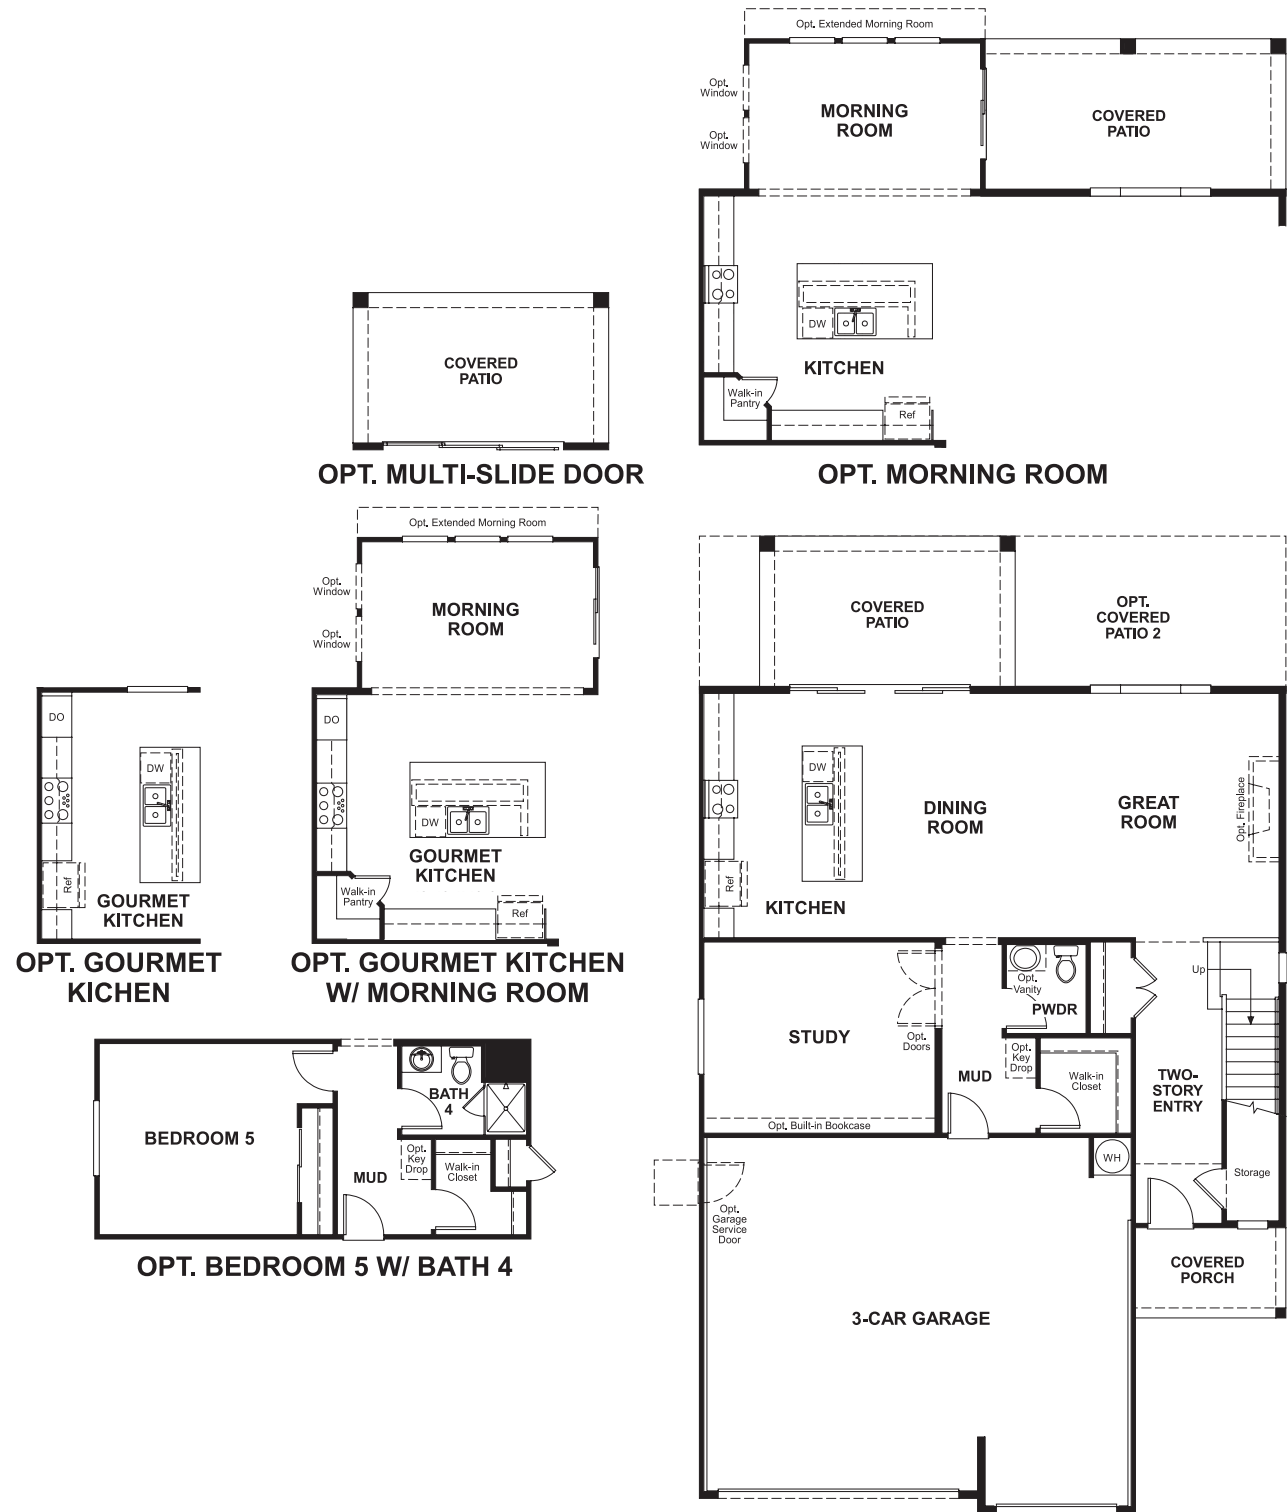 Opt. Extended Morning Room
Opt.
Window
Opt.
Window
MORNING
ROOM
COVERED
PATIO
DW
KITCHEN
Walk-in
Pantry
Ref
OPT. MORNING ROOM
COVERED
PATIO
OPT. MULTI-SLIDE DOOR
Opt. Extended Morning Room
Opt.
Window
Opt.
Window
MORNING
ROOM
DO
DW
GOURMET
KITCHEN
Walk-in
Pantry
Ref
OPT. GOURMET KITCHEN
W/ MORNING ROOM
DO
DW
Ref
GOURMET
KITCHEN
OPT. GOURMET
KICHEN
COVERED
PATIO
OPT.
COVERED
PATIO 2
DW
Ref
KITCHEN
DINING
ROOM
GREAT
ROOM
Opt. Fireplace
Up
Opt.
Vanity
PWDR
STUDY
Opt.
Doors
MUD
Opt.
Key
Drop
Walk-in
Closet
TWO-
STORY
ENTRY
Opt. Built-in Bookcase
WH
Storage
Opt.
Garage
Service
Door
COVERED
PORCH
3-CAR GARAGE
BEDROOM 5
BATH
4
MUD
Opt.
Key
Drop
Walk-in
Closet
OPT. BEDROOM 5 W/ BATH 4